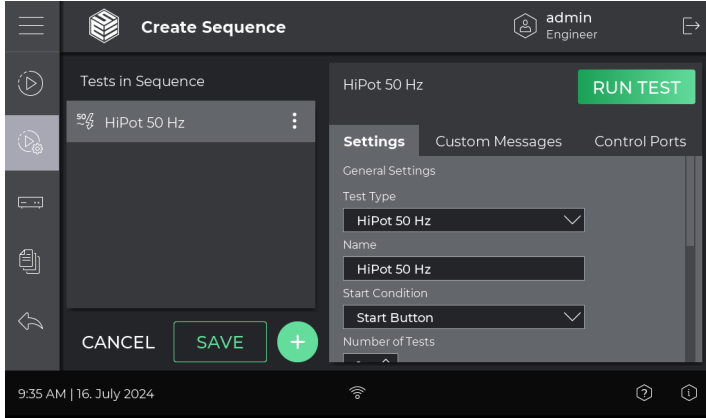 Create Sequence
admin
Engineer
Tests in Sequence
50/
HiPot 50 Hz
HiPot 50 Hz
RUN TEST
Settings
Custom Messages
Control Ports
General Settings
Test Type
HiPot 50 Hz
Name
HiPot 50 Hz
Start Condition
Start Button
Number of Tests
CANCEL
SAVE
+
9:35 AM | 16. July 2024
?
i